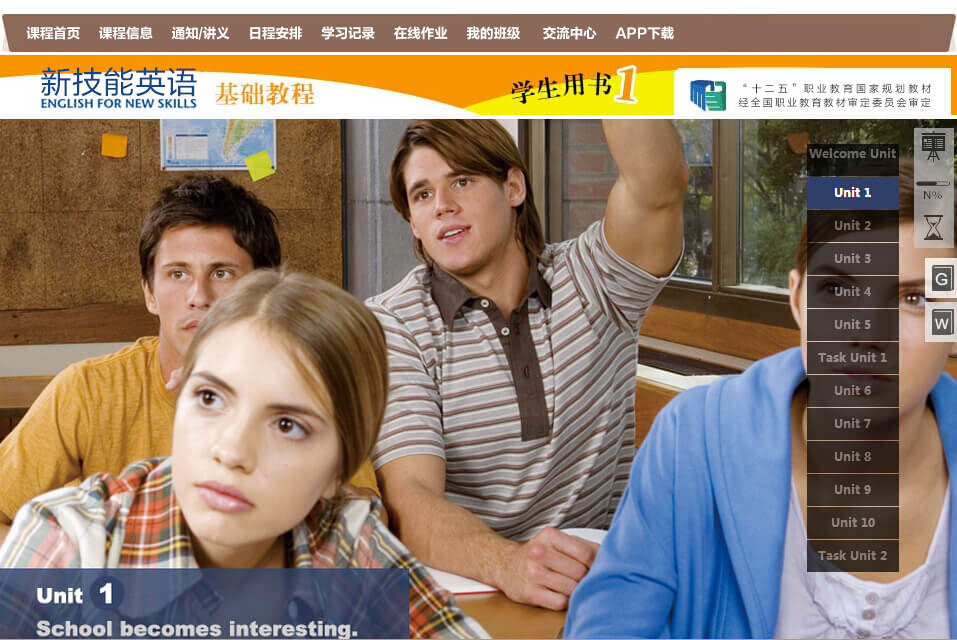 课程首页 课程信息 通知/讲义 日程安排 学习记录 在线作业 我的班级 交流中心 APP下载
新技能英语
ENGLISH FOR NEW SKILLS
基础教程
学生用书1
“十二五”职业教育国家规划教材
经全国职业教育教材审定委员会审定
Welcome Unit
Unit 1
Unit 2
Unit 3
Unit 4
Unit 5
Task Unit 1
Unit 6
Unit 7
Unit 8
Unit 9
Unit 10
Task Unit 2
N%
G
W
Unit 1
School becomes interesting.